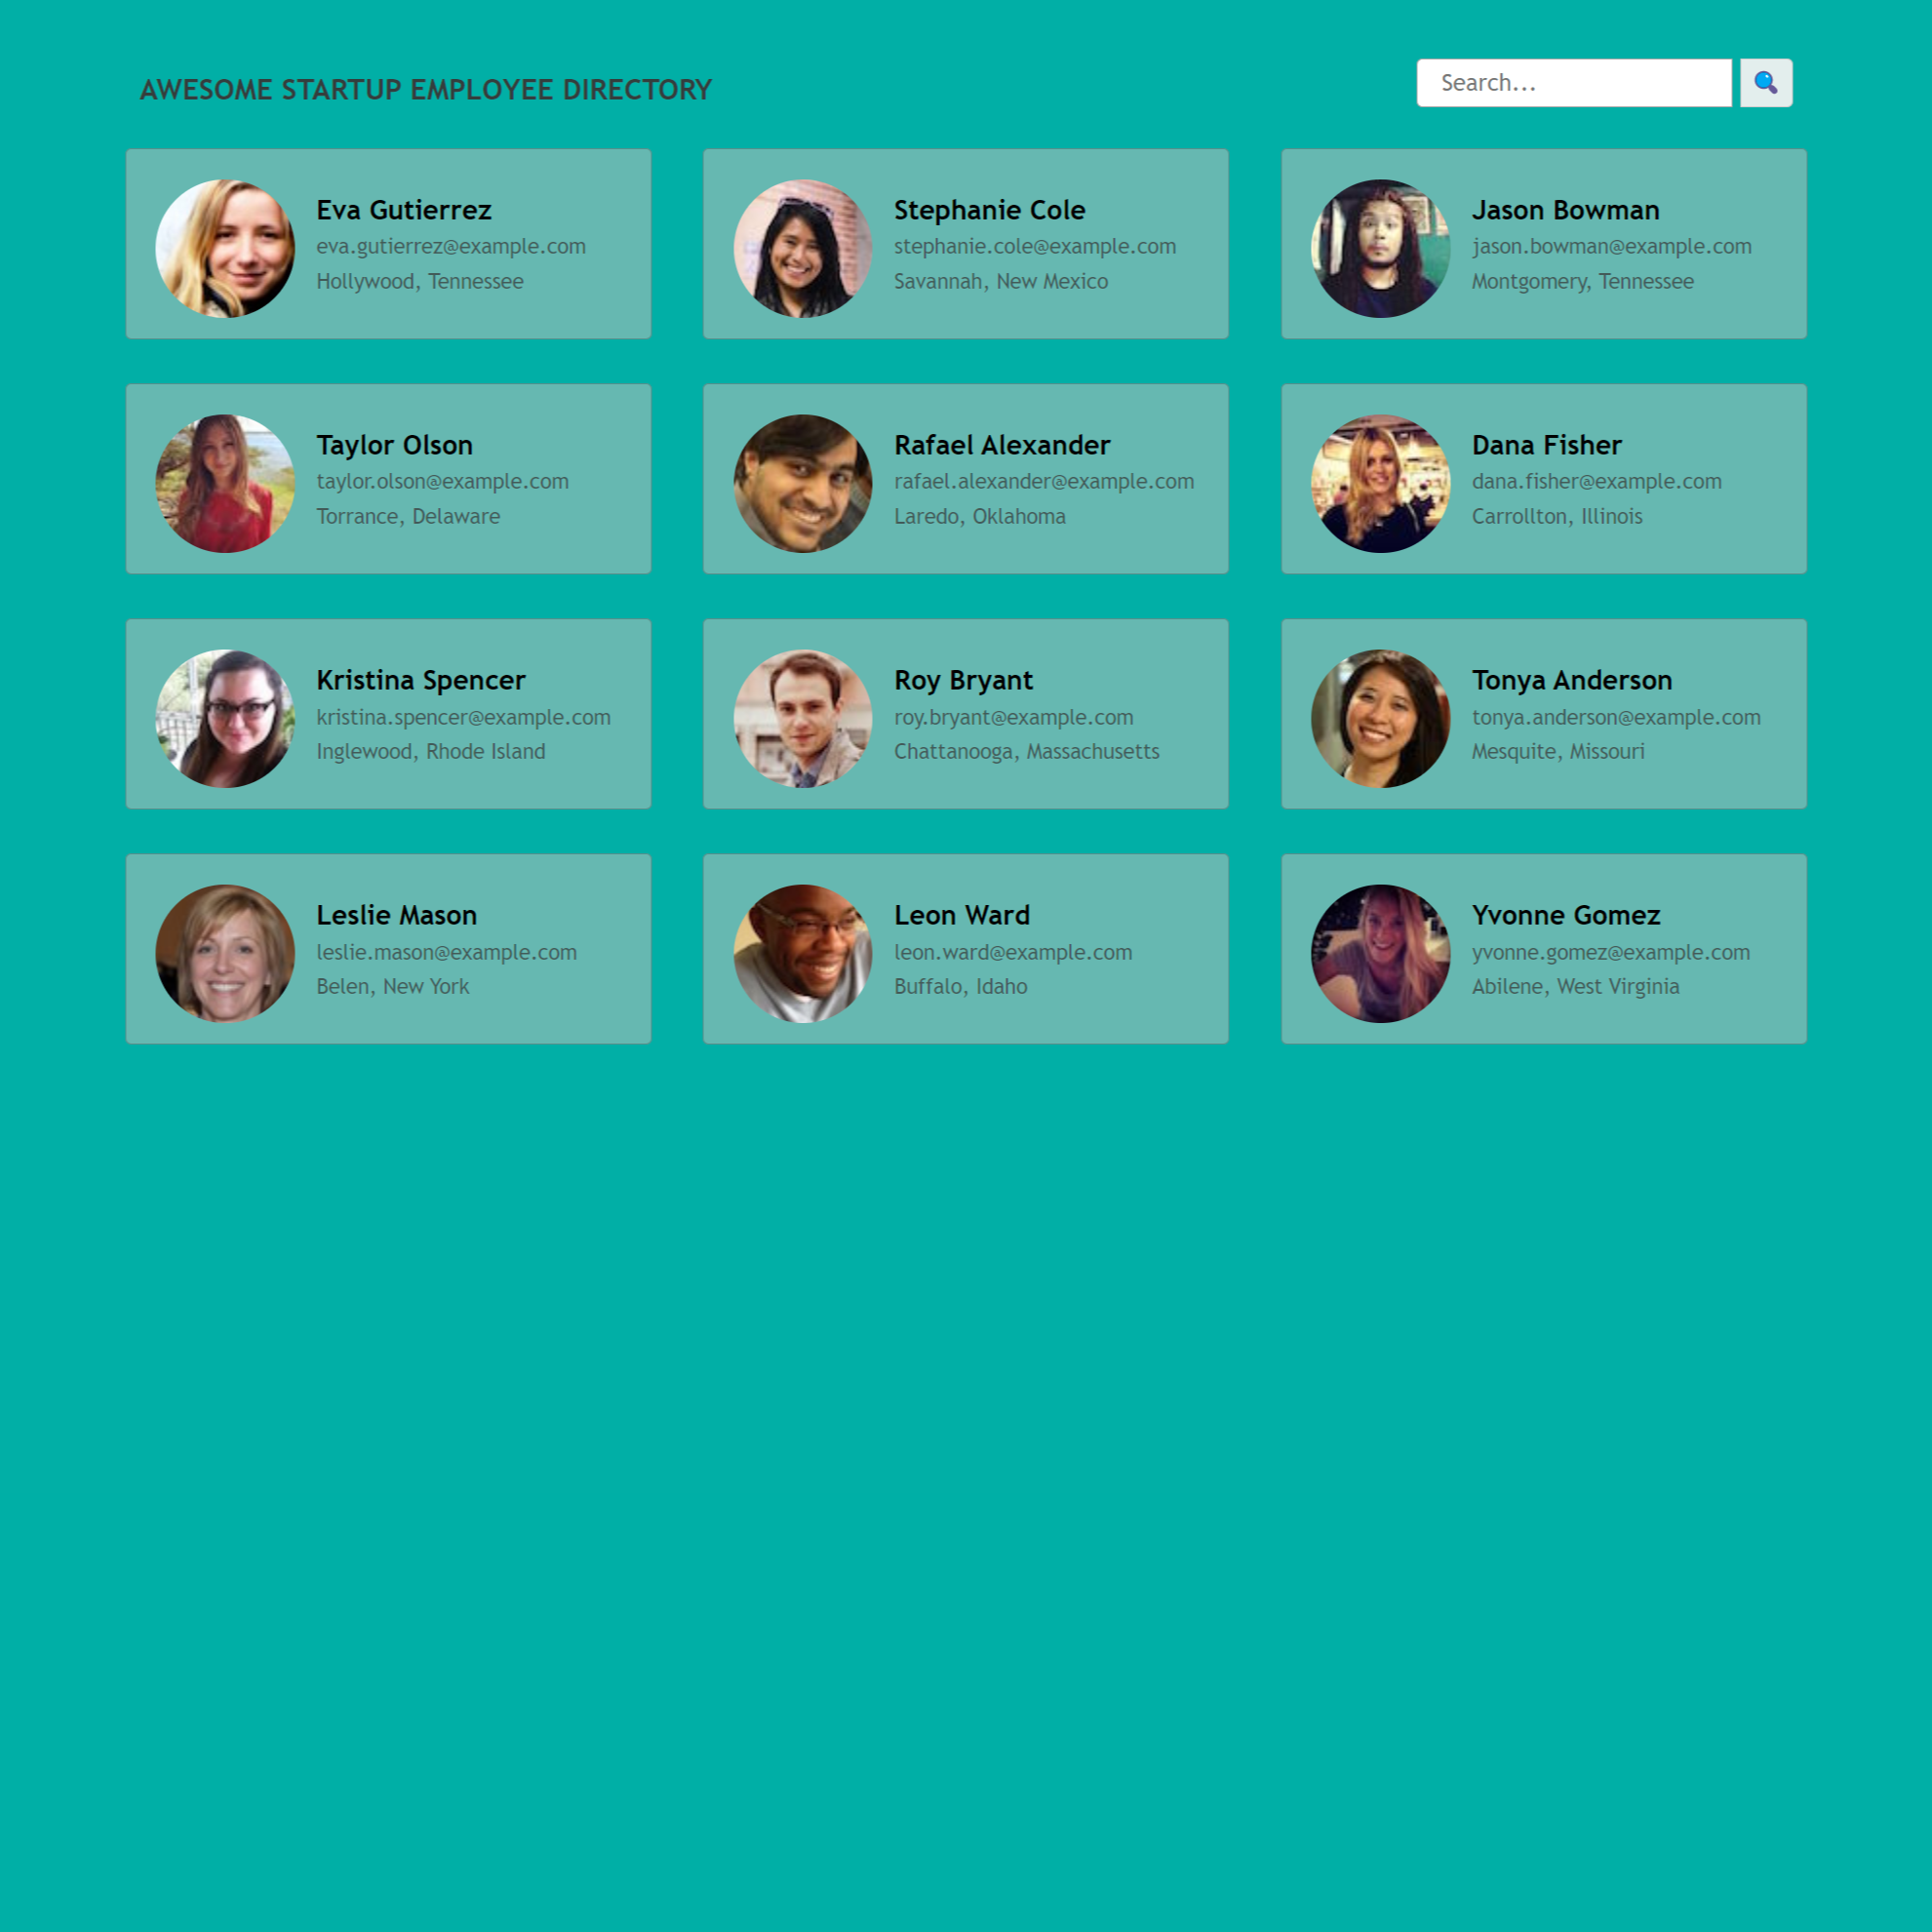 AWESOME STARTUP EMPLOYEE DIRECTORY
Search...
Eva Gutierrez
eva.gutierrez@example.com
Hollywood, Tennessee
Stephanie Cole
stephanie.cole@example.com
Savannah, New Mexico
Jason Bowman
jason.bowman@example.com
Montgomery, Tennessee
Taylor Olson
taylor.olson@example.com
Torrance, Delaware
Rafael Alexander
rafael.alexander@example.com
Laredo, Oklahoma
Dana Fisher
dana.fisher@example.com
Carrollton, Illinois
Kristina Spencer
kristina.spencer@example.com
Inglewood, Rhode Island
Roy Bryant
roy.bryant@example.com
Chattanooga, Massachusetts
Tonya Anderson
tonya.anderson@example.com
Mesquite, Missouri
Leslie Mason
leslie.mason@example.com
Belen, New York
Leon Ward
leon.ward@example.com
Buffalo, Idaho
Yvonne Gomez
yvonne.gomez@example.com
Abilene, West Virginia